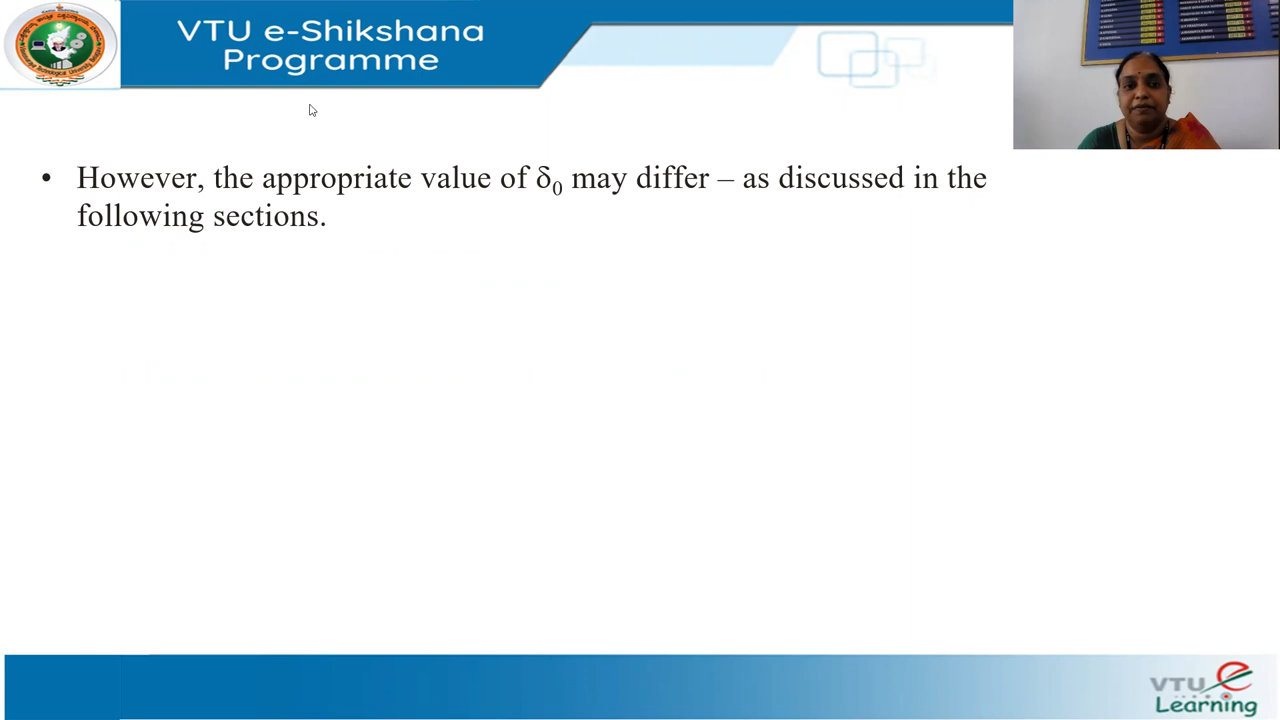 VTU e-Shikshana
Programme
• However, the appropriate value of δ₀ may differ – as discussed in the
following sections.
VTU e
Learning